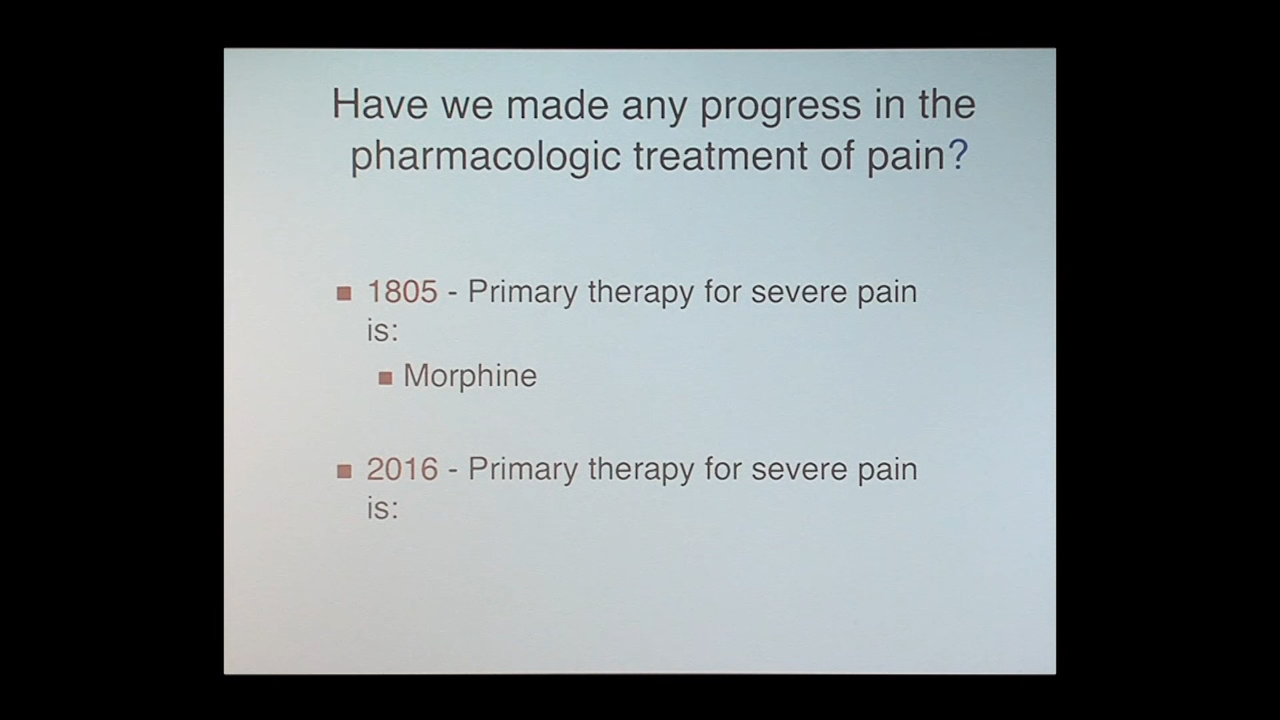 Have we made any progress in the
pharmacologic treatment of pain?
1805 - Primary therapy for severe pain
is:
Morphine
2016 - Primary therapy for severe pain
is: